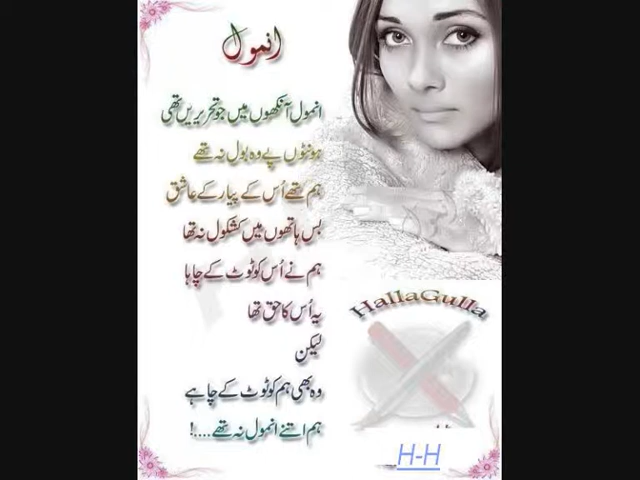 انمول
انمول آنکھوں میں جو تحریریں تھی
ہونٹوں پے وہ بول نہ تھے
ہم تھے اُس کے پیار کے عاشق
بس ہاتھوں میں کشکول نہ تھا
ہم نے اُس کو ٹوٹ کے چاہا
یہ اُس کا حق تھا
لیکن
وہ بھی ہم کو ٹوٹ کے چاہے
ہم اتنے انمول نہ تھے....!
HallaGulla
H-H